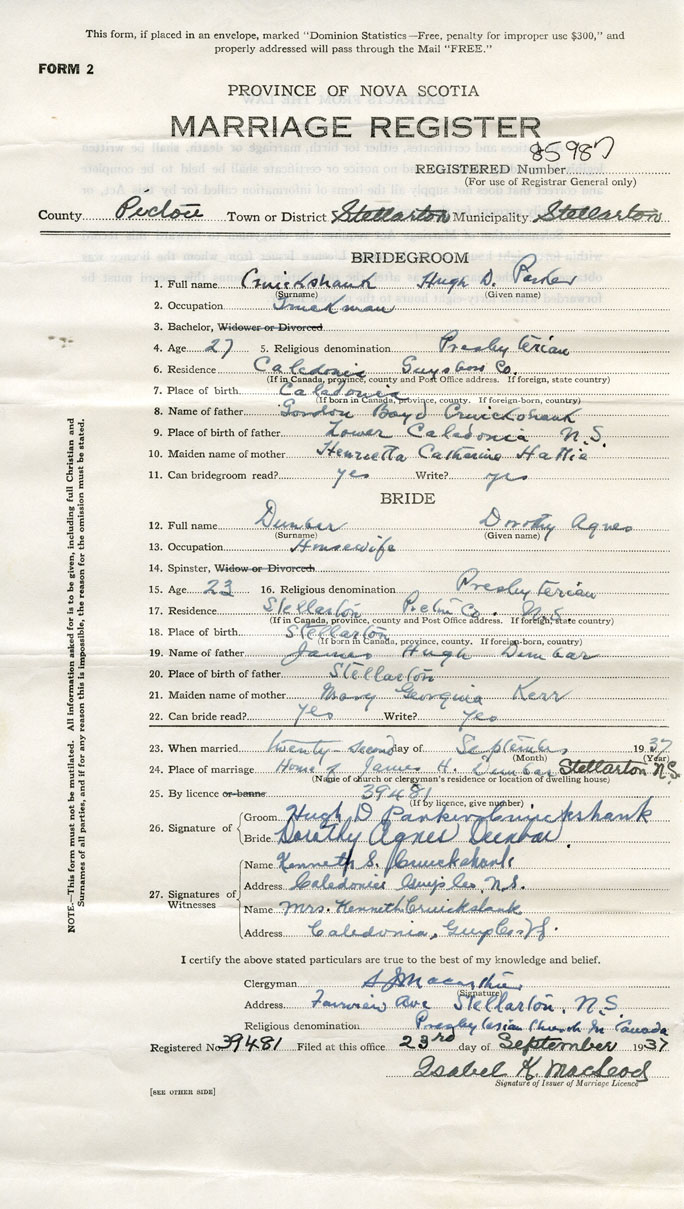 This form, if placed in an envelope, marked "Dominion Statistics—Free, penalty for improper use $300," and
properly addressed will pass through the Mail "FREE."
FORM 2
PROVINCE OF NOVA SCOTIA
MARRIAGE REGISTER
85987
REGISTERED Number
(For use of Registrar General only)
County Pictou Town or District Stellarton Municipality Stellarton
BRIDEGROOM
1. Full name Cruickshank Hugh D. Parker
(Surname) (Given name)
2. Occupation Truckman
3. Bachelor, Widower or Divorced
4. Age 27 5. Religious denomination Presbyterian
6. Residence Caledonia Guysboro Co.
(If in Canada, province, county and Post Office address. If foreign, state country)
7. Place of birth Caledonia
(If born in Canada, province, county. If foreign-born, country)
8. Name of father Gordon Boyd Cruickshank
9. Place of birth of father Lower Caledonia N.S.
10. Maiden name of mother Henrietta Catherine Hattie
11. Can bridegroom read? yes Write? yes
BRIDE
12. Full name Dunbar Dorothy Agnes
(Surname) (Given name)
13. Occupation Housewife
14. Spinster, Widow or Divorced
15. Age 23 16. Religious denomination Presbyterian
17. Residence Stellarton Pictou Co. N.S.
(If in Canada, province, county and Post Office address. If foreign, state country)
18. Place of birth Stellarton
(If born in Canada, province, county. If foreign-born, country)
19. Name of father James Hugh Dunbar
20. Place of birth of father Stellarton
21. Maiden name of mother Mary Georgina Kerr
22. Can bride read? yes Write? yes
23. When married twenty-second day of September 1937
(Month) (Year)
24. Place of marriage Home of James H. Dunbar Stellarton N.S.
(Name of church or clergyman's residence or location of dwelling house)
25. By licence or banns 39481
(If by licence, give number)
26. Signature of Groom Hugh D Parker Cruickshank
Bride Dorothy Agnes Dunbar
27. Signatures of Witnesses Name Kenneth S. Cruickshank
Address Caledonia Guys Co, N.S.
Name Mrs. Kenneth Cruickshank
Address Caledonia, Guys Co N.S.
I certify the above stated particulars are true to the best of my knowledge and belief.
Clergyman
(Signature)
Address Fairview Ave Stellarton, N.S
Religious denomination Presbyterian Church In Canada
Registered No. 39481 Filed at this office 23rd day of September 1937
Isabel K. MacLeod
Signature of Issuer of Marriage Licence
[SEE OTHER SIDE]
NOTE.—This form must not be mutilated. All information asked for is to be given, including full Christian and
Surnames of all parties, and if for any reason this is impossible, the reason for the omission must be stated.